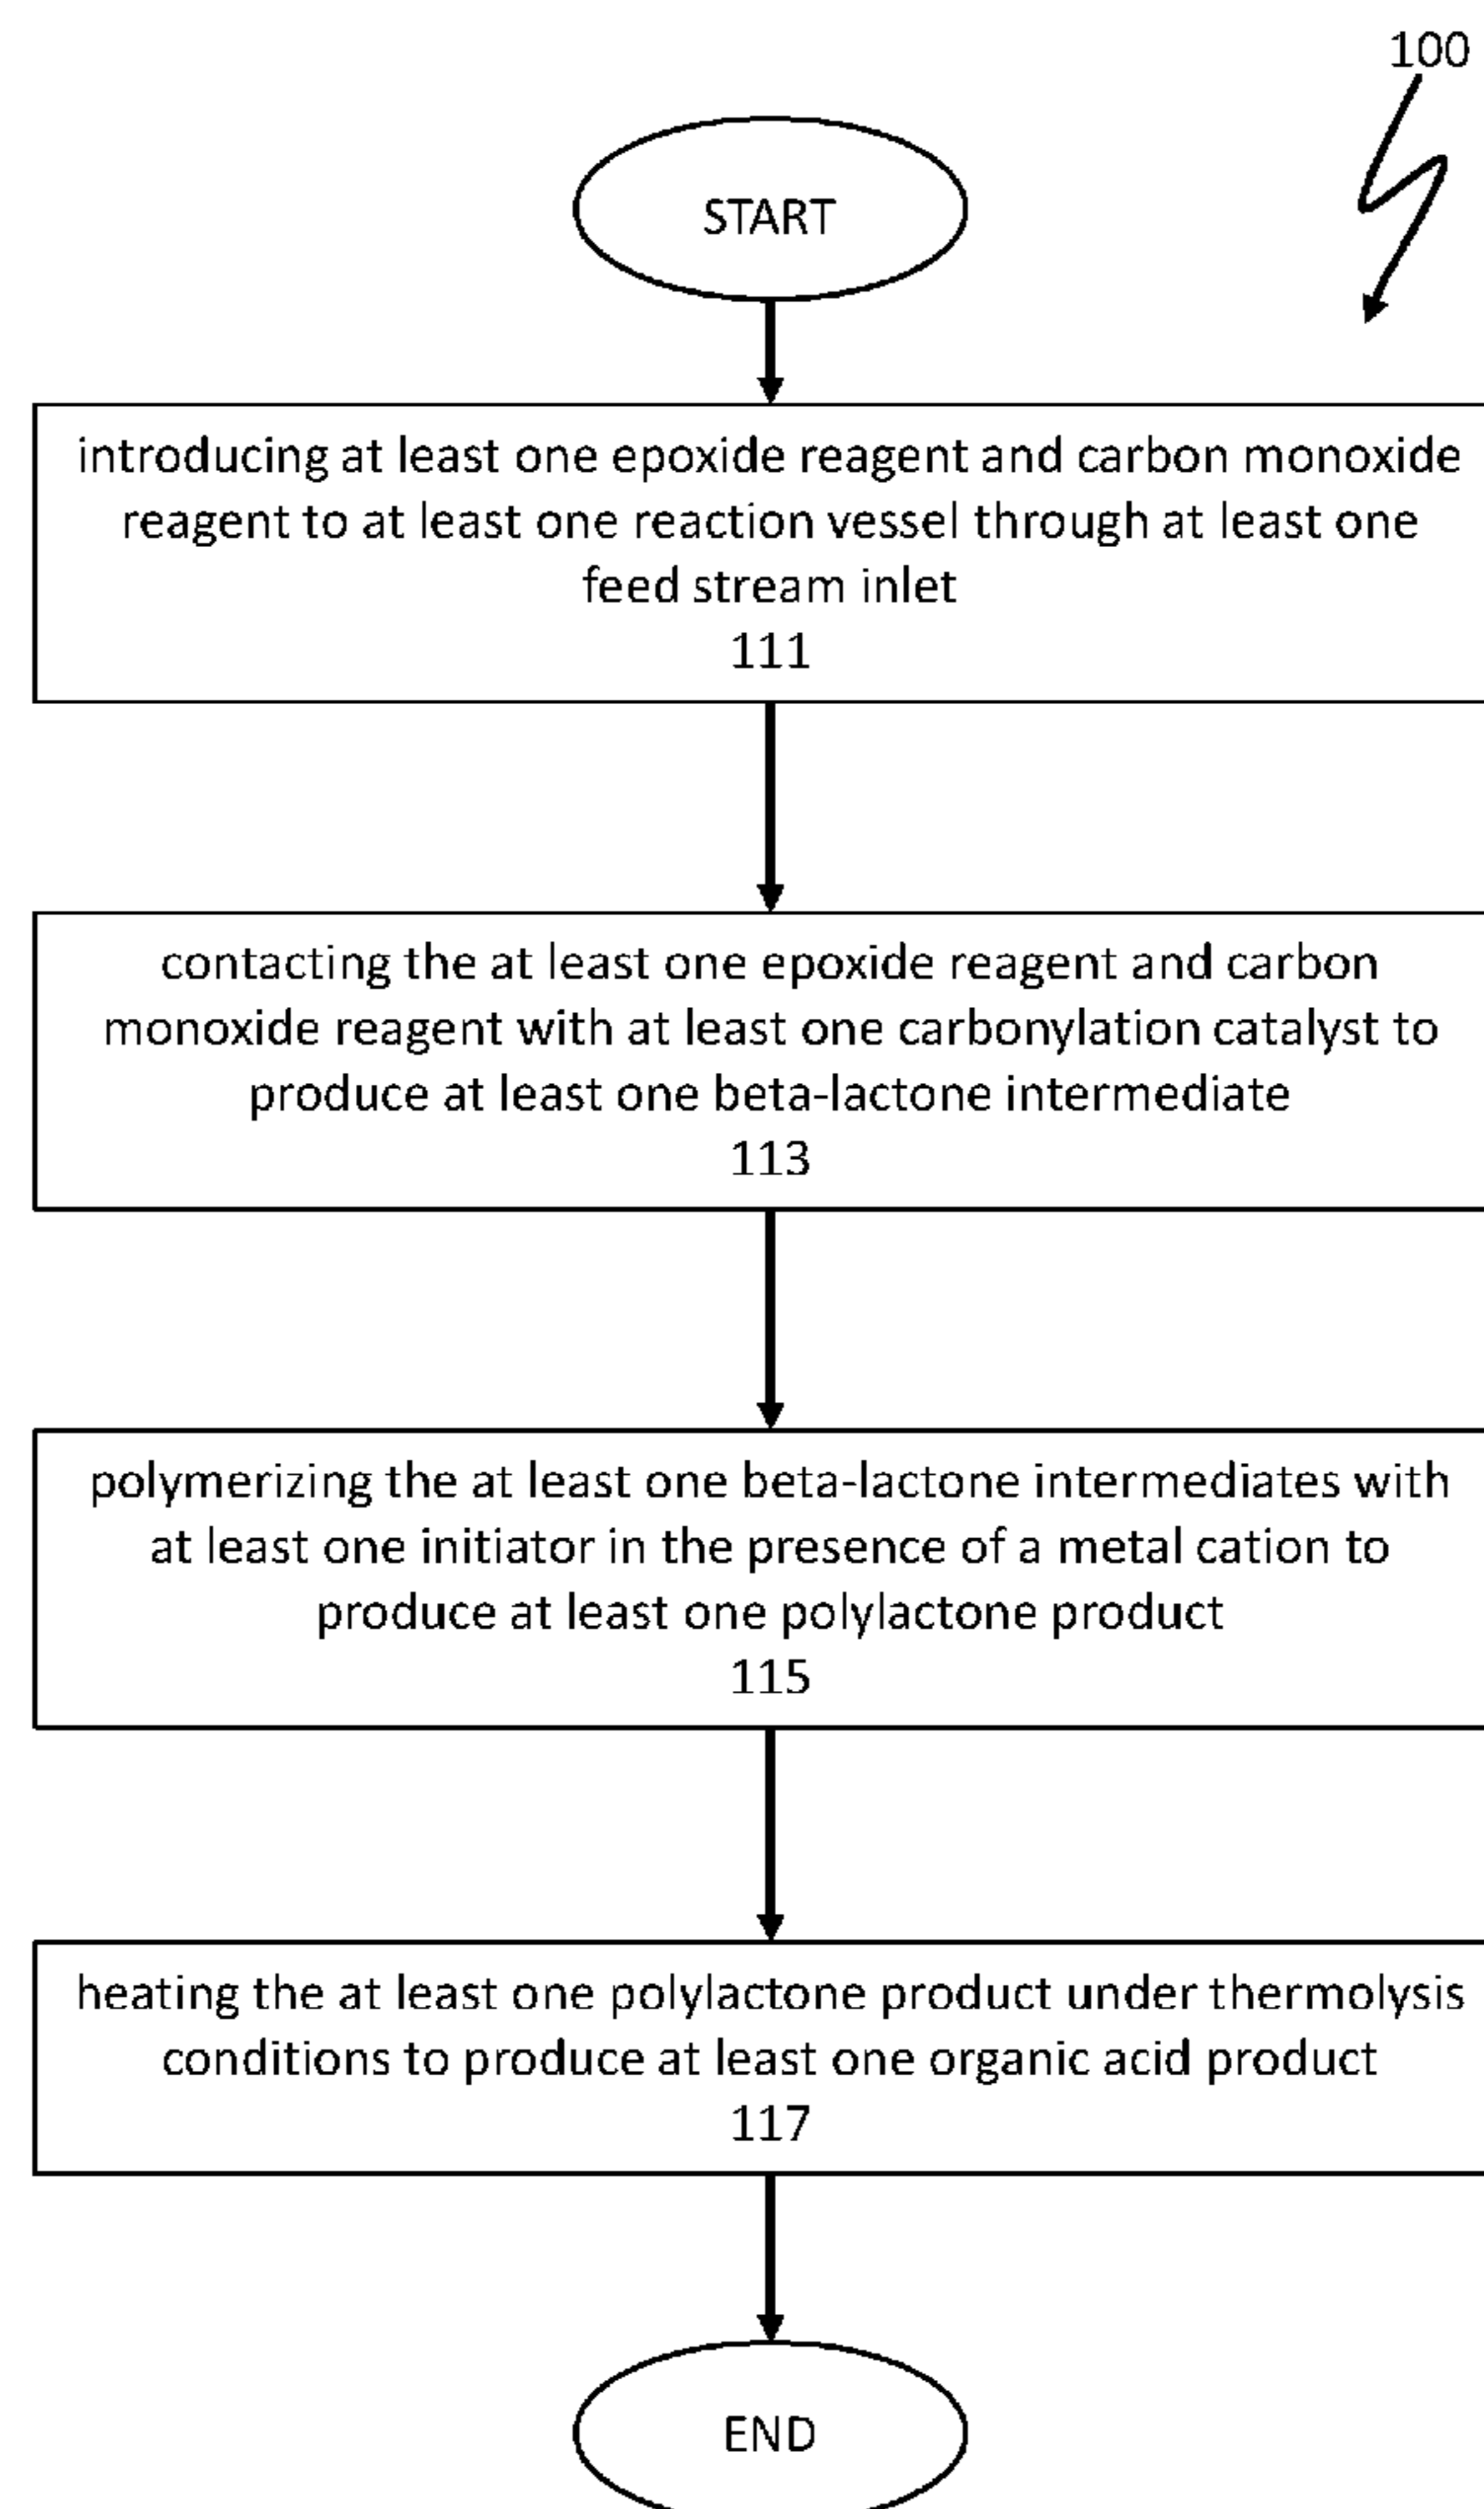 100
START
introducing at least one epoxide reagent and carbon monoxide
reagent to at least one reaction vessel through at least one
feed stream inlet
111
contacting the at least one epoxide reagent and carbon
monoxide reagent with at least one carbonylation catalyst to
produce at least one beta-lactone intermediate
113
polymerizing the at least one beta-lactone intermediates with
at least one initiator in the presence of a metal cation to
produce at least one polylactone product
115
heating the at least one polylactone product under thermolysis
conditions to produce at least one organic acid product
117
END